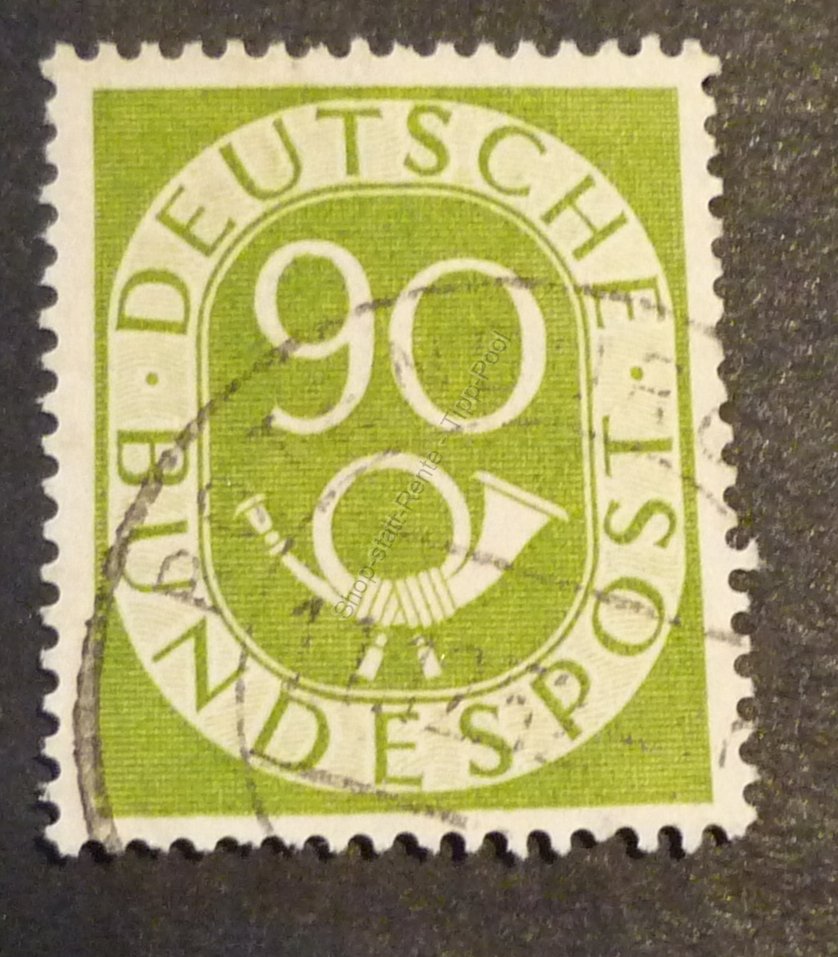 DEUTSCHE
90
· BUNDESPOST ·
Shop-statt-Rente - Tipp-Pool